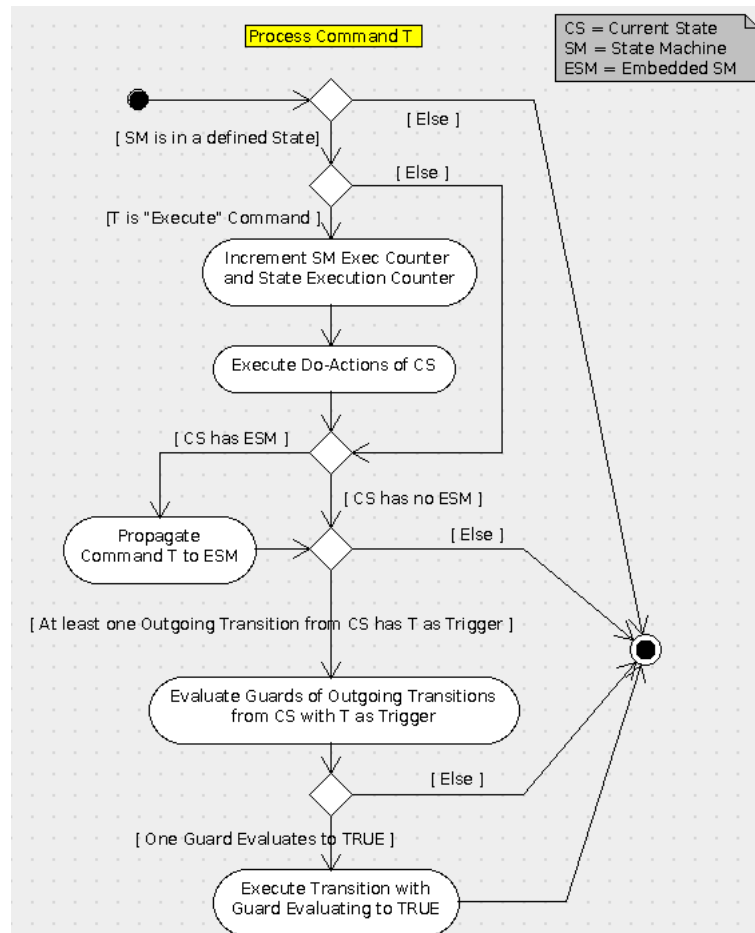 Process Command T
CS = Current State
SM = State Machine
ESM = Embedded SM
[ Else ]
[ SM is in a defined State]
[ Else ]
[T is "Execute" Command ]
Increment SM Exec Counter
and State Execution Counter
Execute Do-Actions of CS
[ CS has ESM ]
[ CS has no ESM ]
Propagate
Command T to ESM
[ Else ]
[ At least one Outgoing Transition from CS has T as Trigger ]
Evaluate Guards of Outgoing Transitions
from CS with T as Trigger
[ Else ]
[ One Guard Evaluates to TRUE ]
Execute Transition with
Guard Evaluating to TRUE